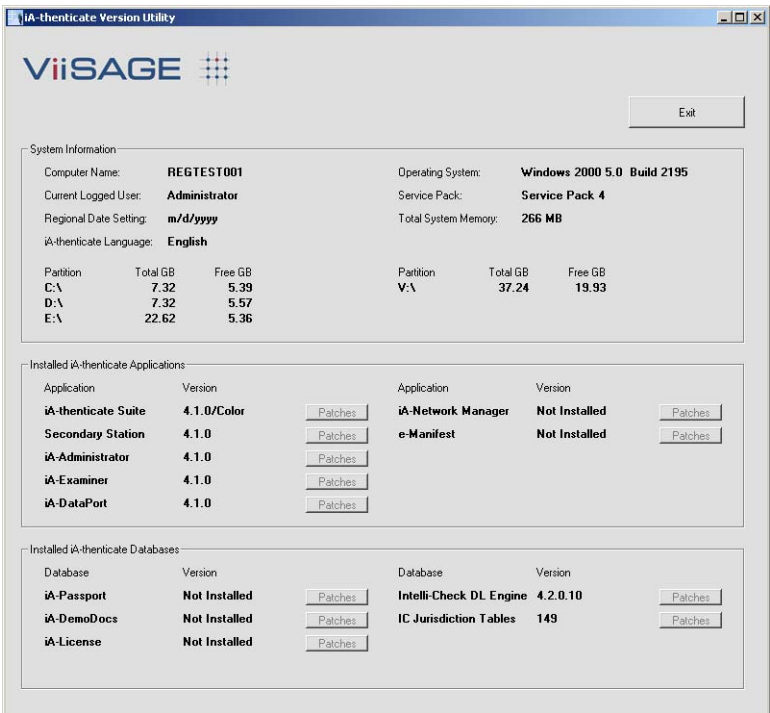 iA-thenticate Version Utility
ViiSAGE
Exit
System Information
Computer Name: REGTEST001 Operating System: Windows 2000 5.0 Build 2195
Current Logged User: Administrator Service Pack: Service Pack 4
Regional Date Setting: m/d/yyyy Total System Memory: 266 MB
iA-thenticate Language: English
Partition Total GB Free GB Partition Total GB Free GB
C:\ 7.32 5.39 V:\ 37.24 19.93
D:\ 7.32 5.57
E:\ 22.62 5.36
Installed iA-thenticate Applications
Application Version Application Version
iA-thenticate Suite 4.1.0/Color Patches iA-Network Manager Not Installed Patches
Secondary Station 4.1.0 Patches e-Manifest Not Installed Patches
iA-Administrator 4.1.0 Patches
iA-Examiner 4.1.0 Patches
iA-DataPort 4.1.0 Patches
Installed iA-thenticate Databases
Database Version Database Version
iA-Passport Not Installed Patches Intelli-Check DL Engine 4.2.0.10 Patches
iA-DemoDocs Not Installed Patches IC Jurisdiction Tables 149 Patches
iA-License Not Installed Patches